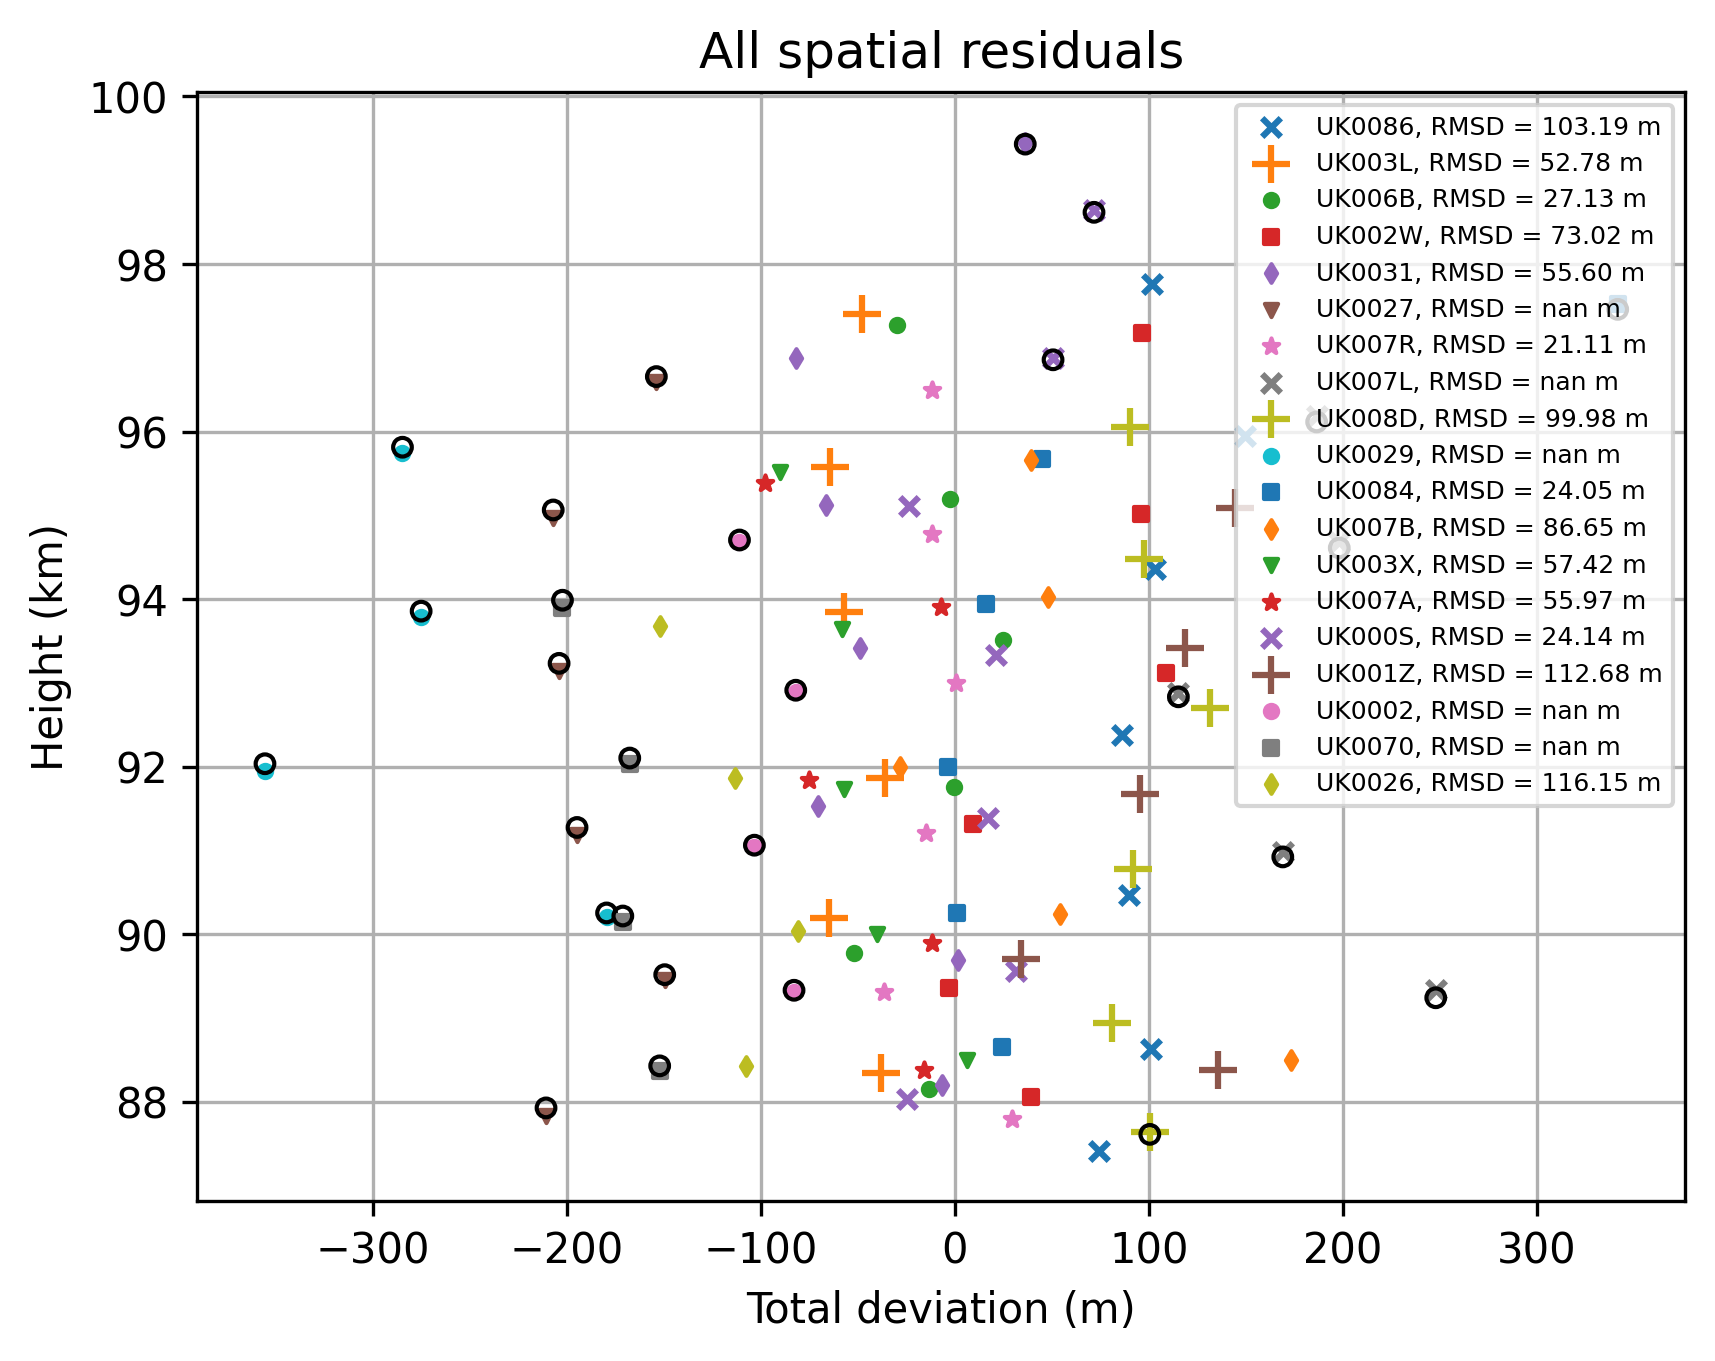 All spatial residuals
Height (km)
100
98
96
94
92
90
88
UK0086, RMSD = 103.19 m
UK003L, RMSD = 52.78 m
UK006B, RMSD = 27.13 m
UK002W, RMSD = 73.02 m
UK0031, RMSD = 55.60 m
UK0027, RMSD = nan m
UK007R, RMSD = 21.11 m
UK007L, RMSD = nan m
UK008D, RMSD = 99.98 m
UK0029, RMSD = nan m
UK0084, RMSD = 24.05 m
UK007B, RMSD = 86.65 m
UK003X, RMSD = 57.42 m
UK007A, RMSD = 55.97 m
UK000S, RMSD = 24.14 m
UK001Z, RMSD = 112.68 m
UK0002, RMSD = nan m
UK0070, RMSD = nan m
UK0026, RMSD = 116.15 m
−300 −200 −100 0 100 200 300
Total deviation (m)